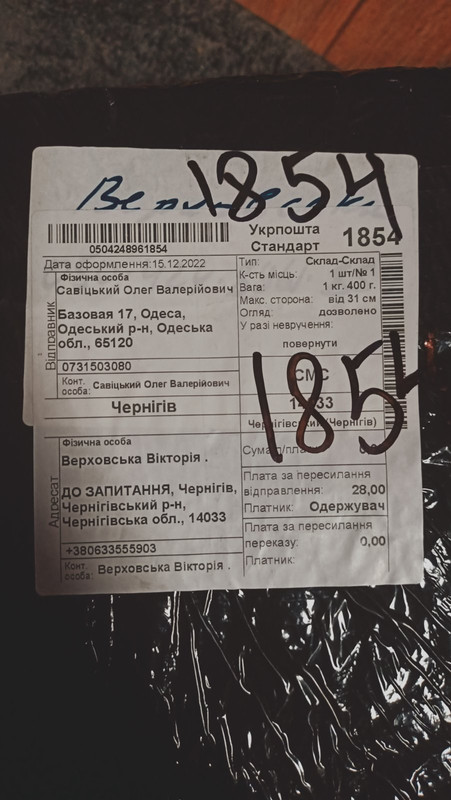 1854
Укрпошта
Стандарт 1854
0504248961854
Дата оформлення:15.12.2022
Відправник
Фізична особа
Савіцький Олег Валерійович
Базовая 17, Одеса,
Одеський р-н, Одеська
обл., 65120
0731503080
Конт. особа: Савіцький Олег Валерійович
Тип: Склад-Склад
К-сть місць: 1 шт/№ 1
Вага: 1 кг. 400 г.
Макс. сторона: від 31 см
Огляд: дозволено
У разі невручення:
повернути
Чернігів
СМС
1854
(Чернігів)
Адресат
Фізична особа
Верховська Вікторія .
ДО ЗАПИТАННЯ, Чернігів,
Чернігівський р-н,
Чернігівська обл., 14033
+380633555903
Конт. особа: Верховська Вікторія .
Плата за пересилання
відправлення: 28,00
Платник: Одержувач
Плата за пересилання
переказу: 0,00
Платник: